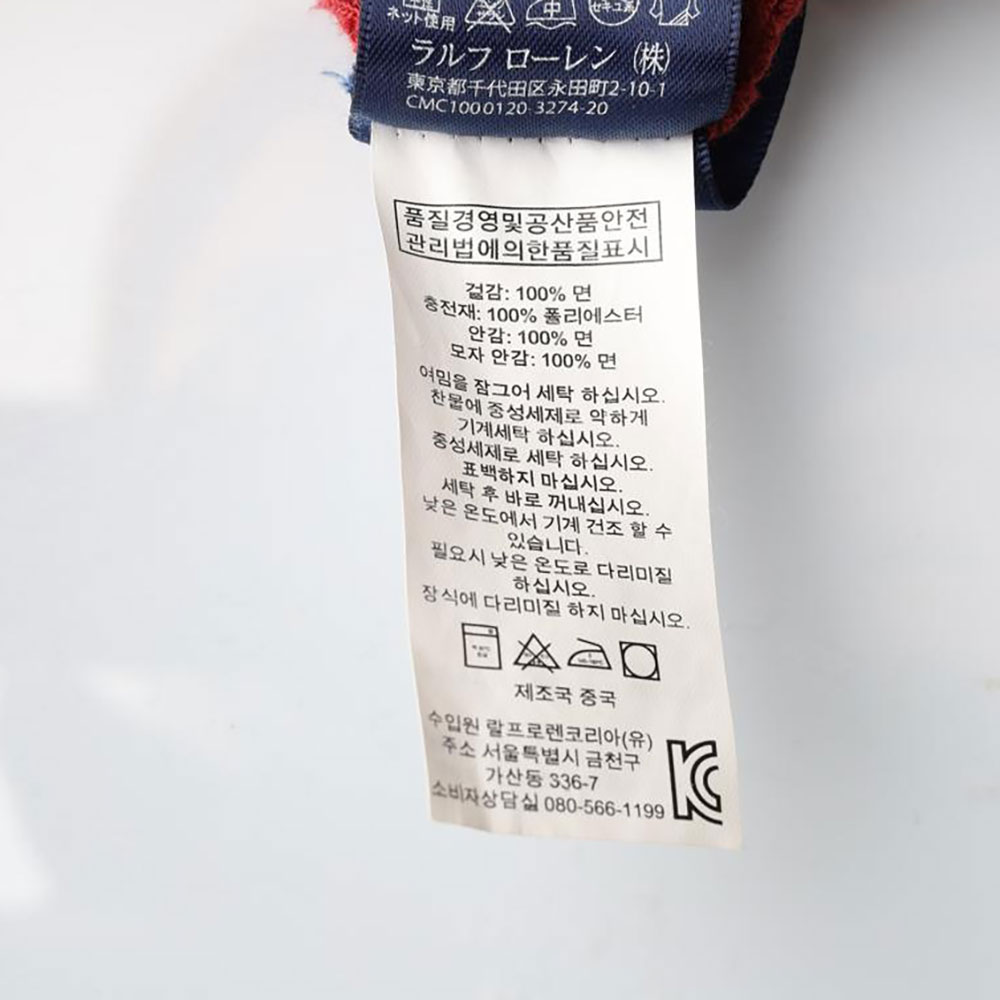 ネット使用
セキユ系
ラルフ ローレン (株)
東京都千代田区永田町2-10-1
CMC1000120-3274-20
품질경영및공산품안전
관리법에의한품질표시
겉감: 100% 면
충전재: 100% 폴리에스터
안감: 100% 면
모자 안감: 100% 면
여밈을 잠그어 세탁 하십시오.
찬물에 중성세제로 약하게
기계세탁 하십시오.
중성세제로 세탁 하십시오.
표백하지 마십시오.
세탁 후 바로 꺼내십시오.
낮은 온도에서 기계 건조 할 수
있습니다.
필요시 낮은 온도로 다리미질
하십시오.
장식에 다리미질 하지 마십시오.
제조국 중국
수입원 랄프로렌코리아(유)
주소 서울특별시 금천구
가산동 336-7
소비자상담실 080-566-1199